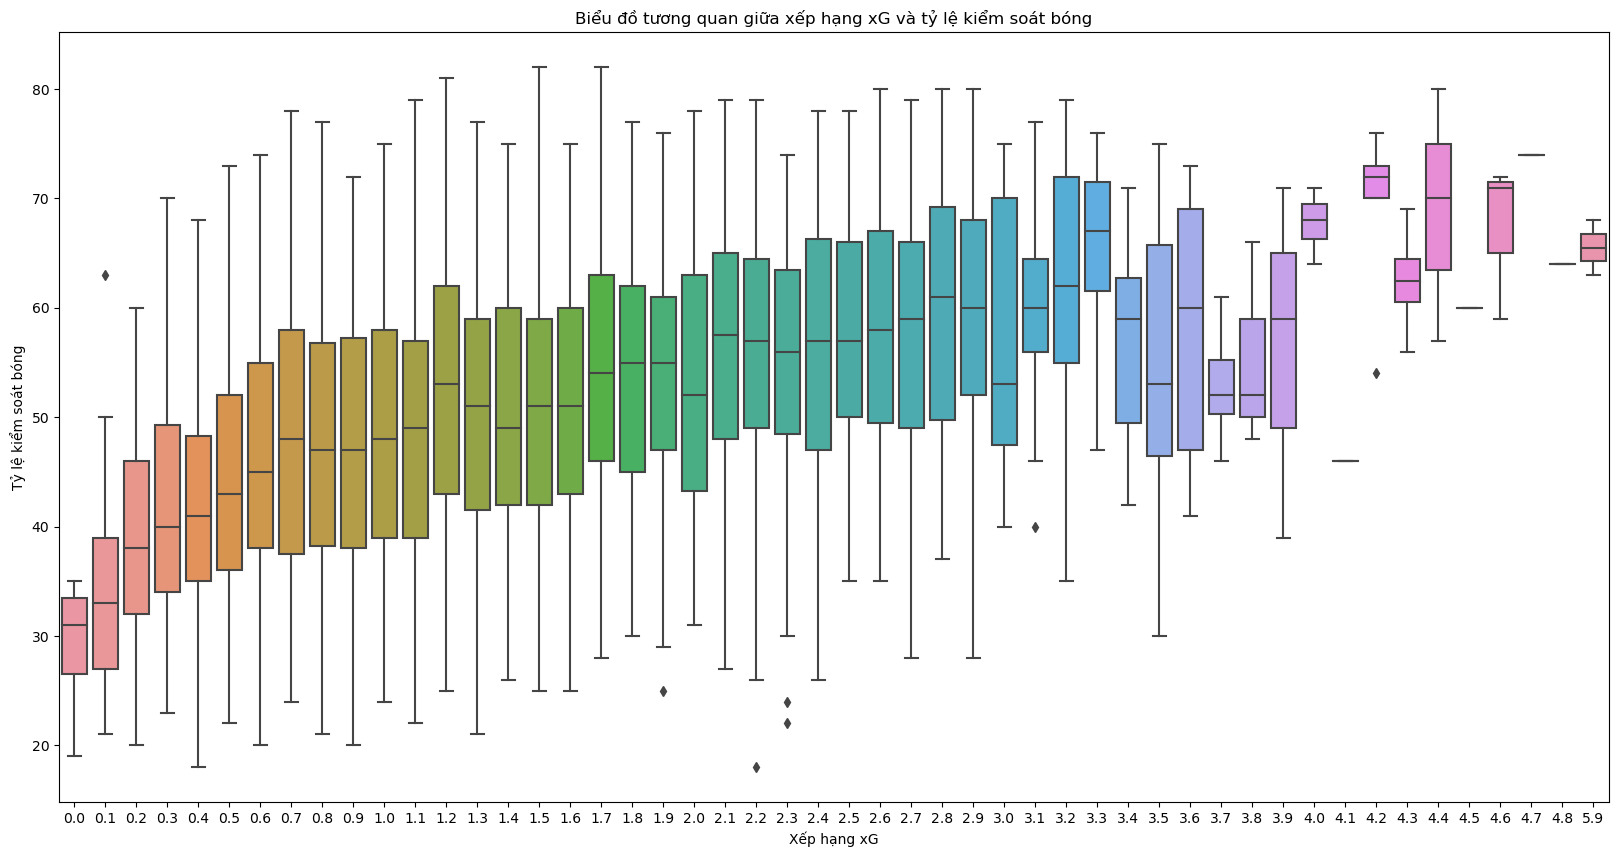 Biểu đồ tương quan giữa xếp hạng xG và tỷ lệ kiểm soát bóng
Tỷ lệ kiểm soát bóng
80
70
60
50
40
30
20
0.0 0.1 0.2 0.3 0.4 0.5 0.6 0.7 0.8 0.9 1.0 1.1 1.2 1.3 1.4 1.5 1.6 1.7 1.8 1.9 2.0 2.1 2.2 2.3 2.4 2.5 2.6 2.7 2.8 2.9 3.0 3.1 3.2 3.3 3.4 3.5 3.6 3.7 3.8 3.9 4.0 4.1 4.2 4.3 4.4 4.5 4.6 4.7 4.8 5.9
Xếp hạng xG